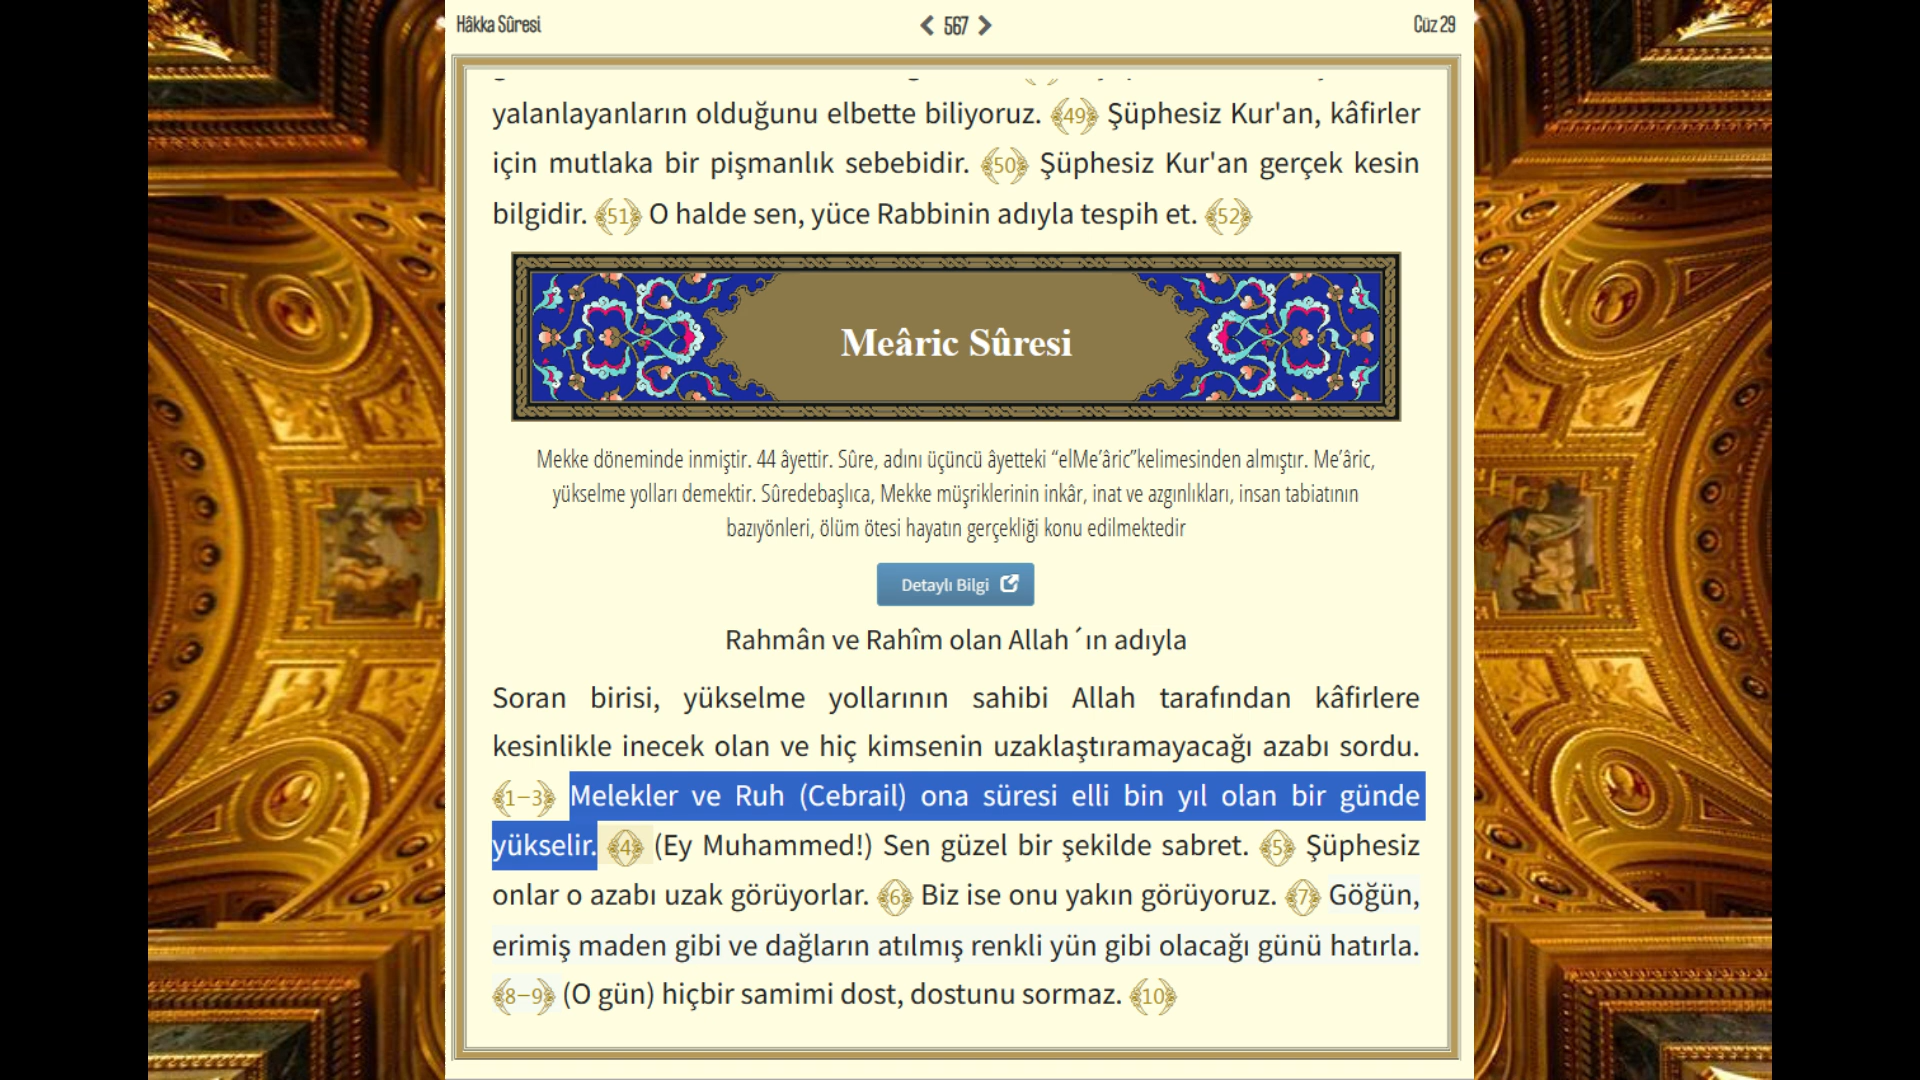 Hâkka Sûresi
567
Cüz 29
yalanlayanların olduğunu elbette biliyoruz. 49 Şüphesiz Kur'an, kâfirler
için mutlaka bir pişmanlık sebebidir. 50 Şüphesiz Kur'an gerçek kesin
bilgidir. 51 O halde sen, yüce Rabbinin adıyla tespih et. 52
Meâric Sûresi
Mekke döneminde inmiştir. 44 âyettir. Sûre, adını üçüncü âyetteki “elMe’âric”kelimesinden almıştır. Me’âric,
yükselme yolları demektir. Sûredebaşlıca, Mekke müşriklerinin inkâr, inat ve azgınlıkları, insan tabiatının
bazıyönleri, ölüm ötesi hayatın gerçekliği konu edilmektedir
Detaylı Bilgi
Rahmân ve Rahîm olan Allah´ın adıyla
Soran birisi, yükselme yollarının sahibi Allah tarafından kâfirlere
kesinlikle inecek olan ve hiç kimsenin uzaklaştıramayacağı azabı sordu.
1-3 Melekler ve Ruh (Cebrail) ona süresi elli bin yıl olan bir günde
yükselir. 4 (Ey Muhammed!) Sen güzel bir şekilde sabret. 5 Şüphesiz
onlar o azabı uzak görüyorlar. 6 Biz ise onu yakın görüyoruz. 7 Göğün,
erimiş maden gibi ve dağların atılmış renkli yün gibi olacağı günü hatırla.
8-9 (O gün) hiçbir samimi dost, dostunu sormaz. 10